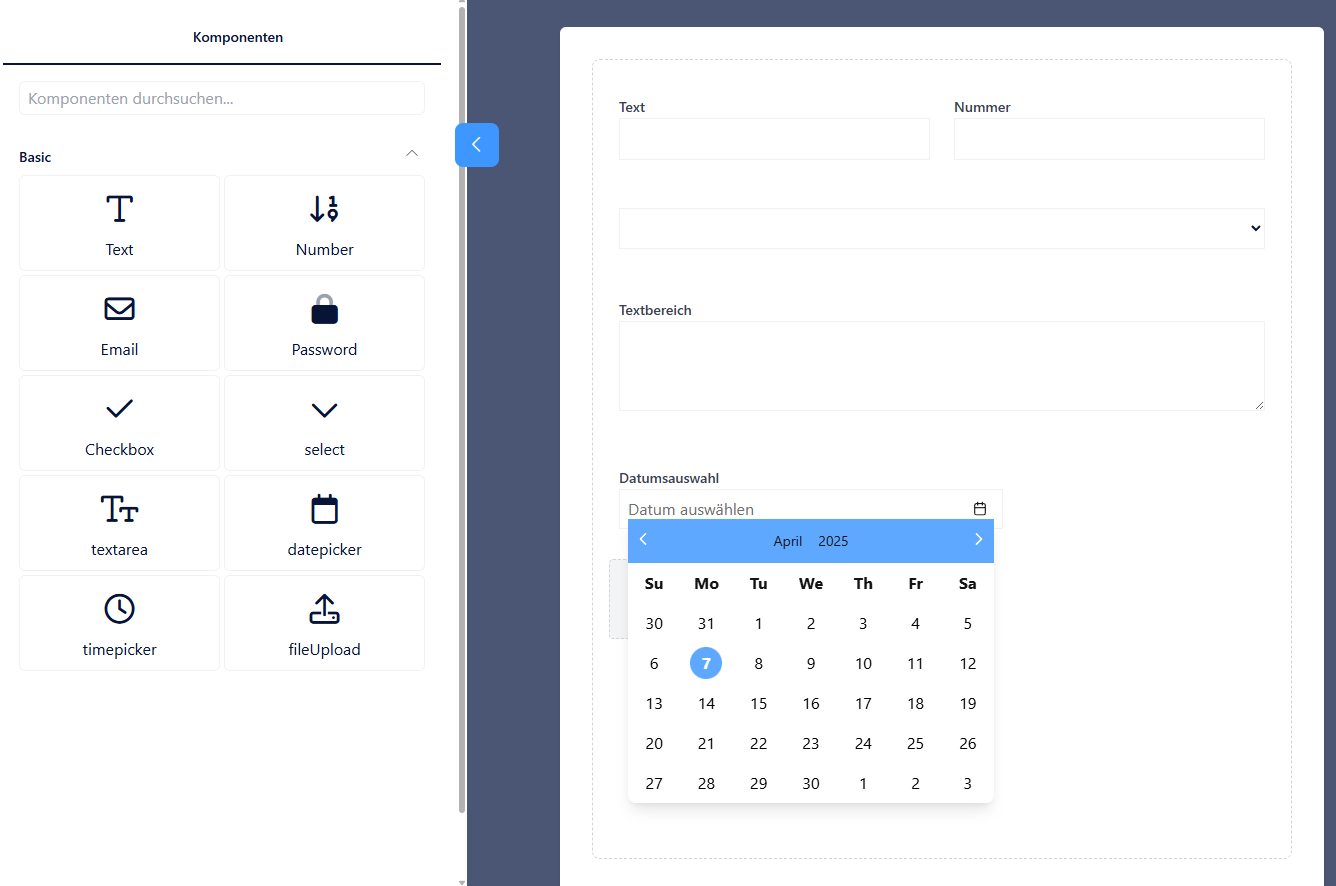 Komponenten
Komponenten durchsuchen...
Basic
Text
Number
Email
Password
Checkbox
select
textarea
datepicker
timepicker
fileUpload
Text
Nummer
Textbereich
Datumsauswahl
Datum auswählen
April 2025
Su Mo Tu We Th Fr Sa
30 31 1 2 3 4 5
6 7 8 9 10 11 12
13 14 15 16 17 18 19
20 21 22 23 24 25 26
27 28 29 30 1 2 3